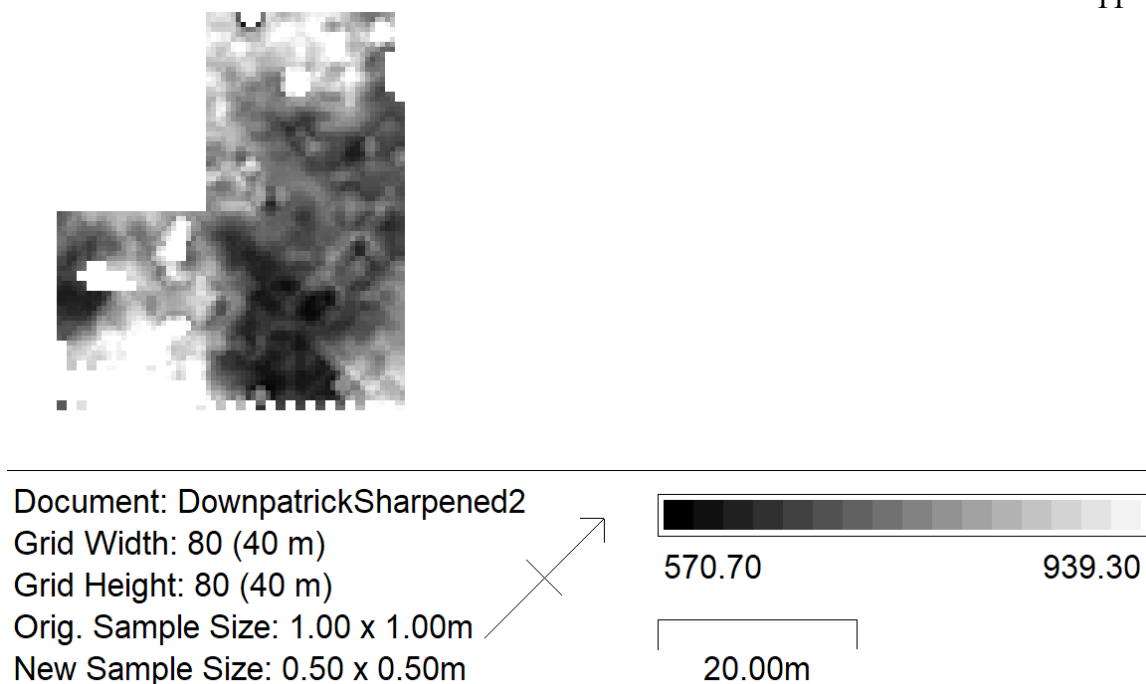 Document: DownpatrickSharpened2
Grid Width: 80 (40 m)
Grid Height: 80 (40 m)
Orig. Sample Size: 1.00 x 1.00m
New Sample Size: 0.50 x 0.50m
570.70 939.30
20.00m